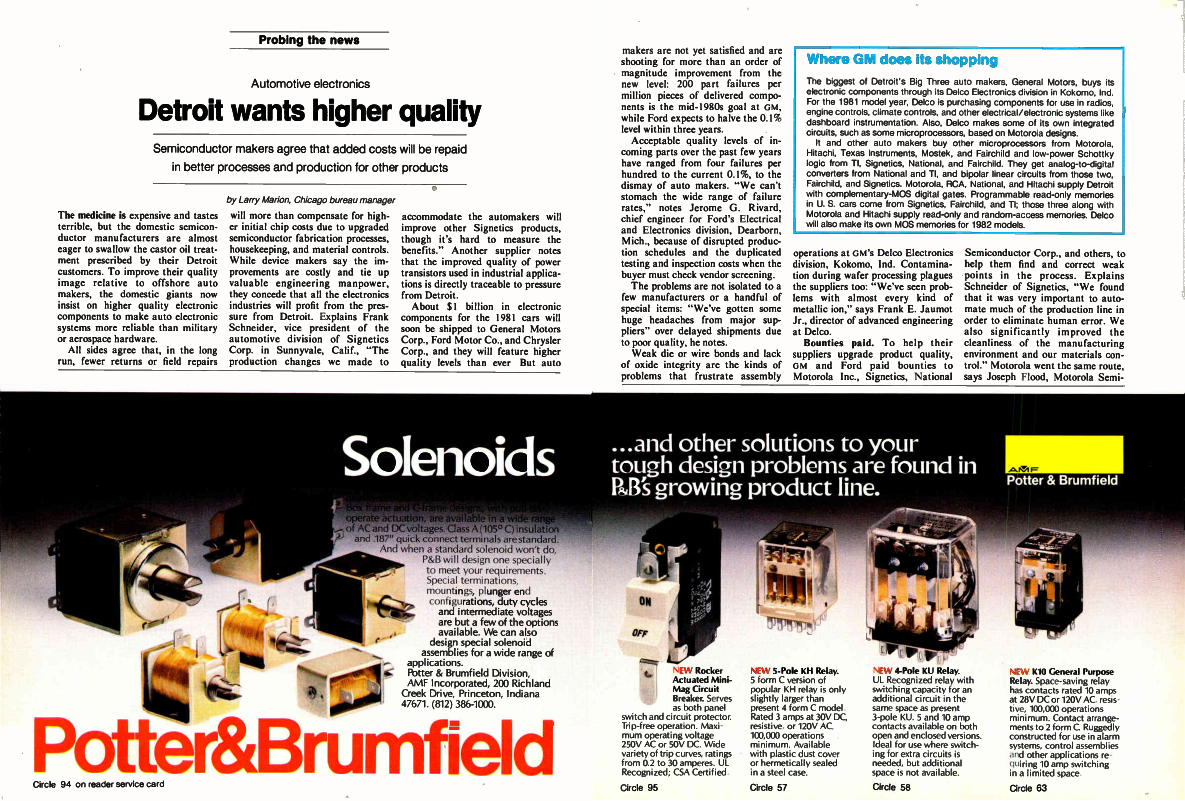 Probing the news
Automotive electronics
Detroit wants higher quality
Semiconductor makers agree that added costs will be repaid
in better processes and production for other products
by Larry Marion, Chicago bureau manager
The medicine is expensive and tastes
terrible, but the domestic semicon-
ductor manufacturers are almost
eager to swallow the castor oil treat-
ment prescribed by their Detroit
customers. To improve their quality
image relative to offshore auto
makers, the domestic giants now
insist on higher quality electronic
components to make auto electronic
systems more reliable than military
or aerospace hardware.
All sides agree that, in the long
run, fewer returns or field repairs
will more than compensate for high-
er initial chip costs due to upgraded
semiconductor fabrication processes,
housekeeping, and material controls.
While device makers say the im-
provements are costly and tie up
valuable engineering manpower,
they concede that all the electronics
industries will profit from the pres-
sure from Detroit. Explains Frank
Schneider, vice president of the
automotive division of Signetics
Corp. in Sunnyvale, Calif., “The
production changes we made to
accommodate the automakers will
improve other Signetics products,
though it's hard to measure the
benefits.” Another supplier notes
that the improved quality of power
transistors used in industrial applica-
tions is directly traceable to pressure
from Detroit.
About $1 billion in electronic
components for the 1981 cars will
soon be shipped to General Motors
Corp., Ford Motor Co., and Chrysler
Corp., and they will feature higher
quality levels than ever But auto
makers are not yet satisfied and are
shooting for more than an order of
magnitude improvement from the
new level: 200 part failures per
million pieces of delivered compo-
nents is the mid-1980s goal at GM,
while Ford expects to halve the 0.1%
level within three years.
Acceptable quality levels of in-
coming parts over the past few years
have ranged from four failures per
hundred to the current 0.1%, to the
dismay of auto makers. “We can't
stomach the wide range of failure
rates,” notes Jerome G. Rivard,
chief engineer for Ford's Electrical
and Electronics division, Dearborn,
Mich., because of disrupted produc-
tion schedules and the duplicated
testing and inspection costs when the
buyer must check vendor screening.
The problems are not isolated to a
few manufacturers or a handful of
special items: “We've gotten some
huge headaches from major sup-
pliers” over delayed shipments due
to poor quality, he notes.
Weak die or wire bonds and lack
of oxide integrity are the kinds of
problems that frustrate assembly
Where GM does its shopping
The biggest of Detroit's Big Three auto makers, General Motors, buys its
electronic components through its Delco Electronics division in Kokomo, Ind.
For the 1981 model year, Delco is purchasing components for use in radios,
engine controls, climate controls, and other electrical/electronic systems like
dashboard instrumentation. Also, Delco makes some of its own integrated
circuits, such as some microprocessors, based on Motorola designs.
It and other auto makers buy other microprocessors from Motorola,
Hitachi, Texas Instruments, Mostek, and Fairchild and low-power Schottky
logic from TI, Signetics, National, and Fairchild. They get analog-to-digital
converters from National and TI, and bipolar linear circuits from those two,
Fairchild, and Signetics. Motorola, RCA, National, and Hitachi supply Detroit
with complementary-MOS digital gates. Programmable read-only memories
in U. S. cars come from Signetics, Fairchild, and TI; those three along with
Motorola and Hitachi supply read-only and random-access memories. Delco
will also make its own MOS memories for 1982 models.
operations at GM's Delco Electronics
division, Kokomo, Ind. Contamina-
tion during wafer processing plagues
the suppliers too: “We've seen prob-
lems with almost every kind of
metallic ion,” says Frank E. Jaumot
Jr., director of advanced engineering
at Delco.
Bounties paid. To help their
suppliers upgrade product quality,
GM and Ford paid bounties to
Motorola Inc., Signetics, National
Semiconductor Corp., and others, to
help them find and correct weak
points in the process. Explains
Schneider of Signetics, “We found
that it was very important to auto-
mate much of the production line in
order to eliminate human error. We
also significantly improved the
cleanliness of the manufacturing
environment and our materials con-
trol.” Motorola went the same route,
says Joseph Flood, Motorola Semi-
Solenoids
Box frame and C-frame designs, with pull
operate actuation, are available in a wide range
of AC and DC voltages. Class A (105° C) insulation
and .187" quick connect terminals are standard.
And when a standard solenoid won't do,
P&B will design one specially
to meet your requirements.
Special terminations,
mountings, plunger end
configurations, duty cycles
and intermediate voltages
are but a few of the options
available. We can also
design special solenoid
assemblies for a wide range of
applications.
Potter & Brumfield Division,
AMF Incorporated, 200 Richland
Creek Drive, Princeton, Indiana
47671. (812) 386-1000.
Potter&Brumfield
Circle 94 on reader service card
...and other solutions to your
tough design problems are found in
P&B's growing product line.
AMF
Potter & Brumfield
ON
OFF
NEW Rocker
Actuated Mini-
Mag Circuit
Breaker. Serves
as both panel
switch and circuit protector.
Trip-free operation. Maxi-
mum operating voltage
250V AC or 50V DC. Wide
variety of trip curves, ratings
from 0.2 to 30 amperes. UL
Recognized; CSA Certified.
Circle 95
NEW 5-Pole KH Relay.
5 form C version of
popular KH relay is only
slightly larger than
present 4 form C model.
Rated 3 amps at 30V DC,
resistive, or 120V AC,
100,000 operations
minimum. Available
with plastic dust cover
or hermetically sealed
in a steel case.
Circle 57
NEW 4-Pole KU Relay.
UL Recognized relay with
switching capacity for an
additional circuit in the
same space as present
3-pole KU. 5 and 10 amp
contacts available on both
open and enclosed versions.
Ideal for use where switch-
ing for extra circuits is
needed, but additional
space is not available.
Circle 58
NEW K10 General Purpose
Relay. Space-saving relay
has contacts rated 10 amps
at 28V DC or 120V AC, resis-
tive, 100,000 operations
minimum. Contact arrange-
ments to 2 form C. Ruggedly
constructed for use in alarm
systems, control assemblies
and other applications re-
quiring 10 amp switching
in a limited space.
Circle 63